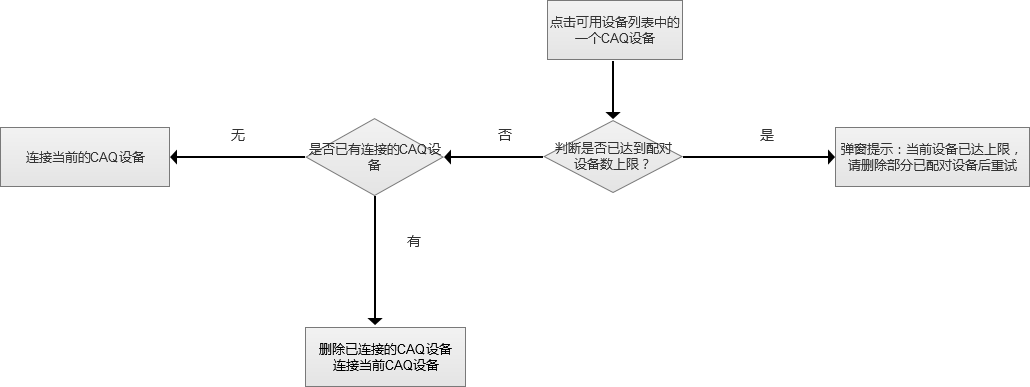 点击可用设备列表中的
一个CAQ设备
无
否
是
连接当前的CAQ设备
是否已有连接的CAQ设
备
判断是否已达到配对
设备数上限？
弹窗提示：当前设备已达上限，
请删除部分已配对设备后重试
有
删除已连接的CAQ设备
连接当前CAQ设备